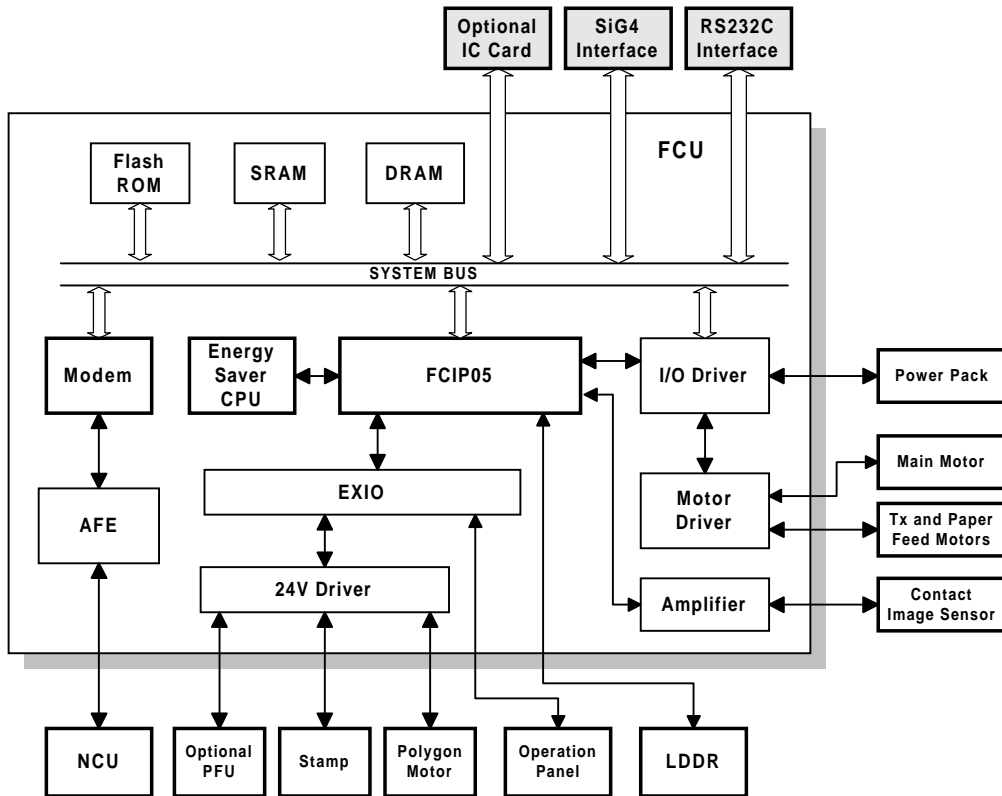 Optional
IC Card
SiG4
Interface
RS232C
Interface
FCU
Flash
ROM
SRAM
DRAM
SYSTEM BUS
Modem
Energy
Saver
CPU
FCIP05
I/O Driver
Power Pack
Main Motor
EXIO
Motor
Driver
AFE
Tx and Paper
Feed Motors
24V Driver
Amplifier
Contact
Image Sensor
NCU
Optional
PFU
Stamp
Polygon
Motor
Operation
Panel
LDDR